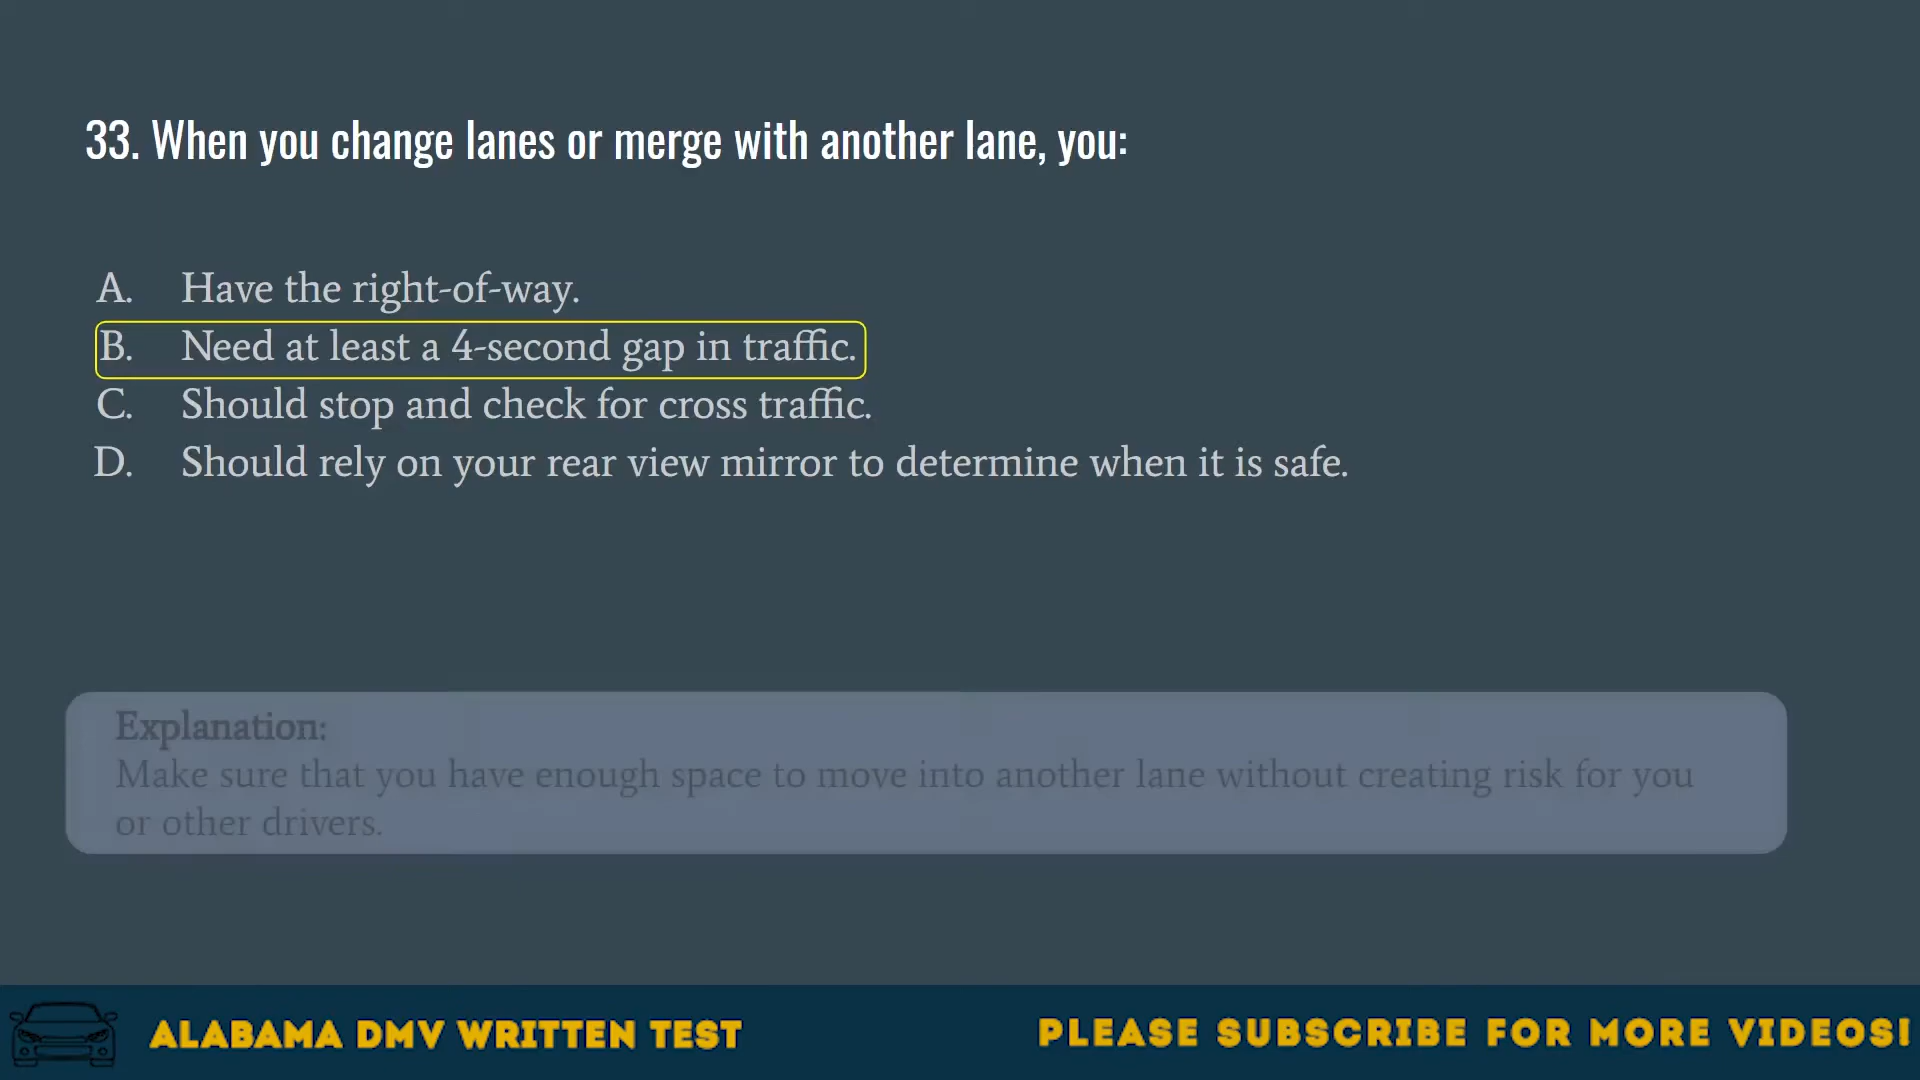 33. When you change lanes or merge with another lane, you:
A. Have the right-of-way.
B. Need at least a 4-second gap in traffic.
C. Should stop and check for cross traffic.
D. Should rely on your rear view mirror to determine when it is safe.
Explanation:
Make sure that you have enough space to move into another lane without creating risk for you
or other drivers.
ALABAMA DMV WRITTEN TEST
PLEASE SUBSCRIBE FOR MORE VIDEOS!